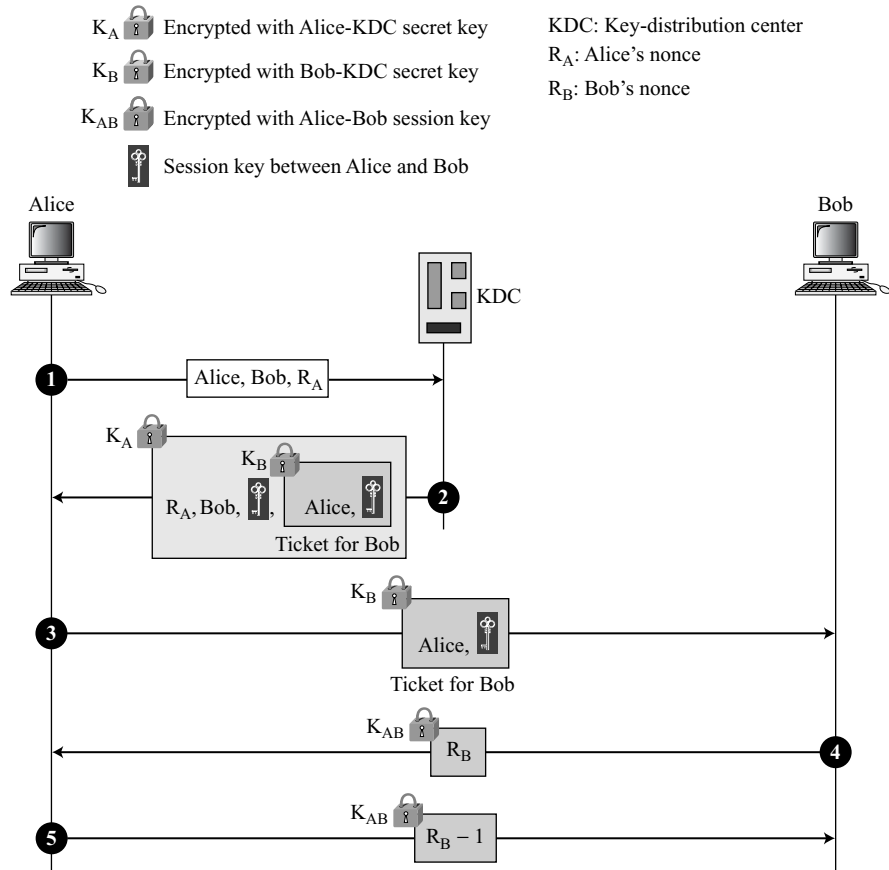 K_A Encrypted with Alice-KDC secret key
K_B Encrypted with Bob-KDC secret key
K_AB Encrypted with Alice-Bob session key
Session key between Alice and Bob
KDC: Key-distribution center
R_A: Alice's nonce
R_B: Bob's nonce
Alice
Bob
KDC
1
Alice, Bob, R_A
K_A
K_B
R_A, Bob, ,
Alice,
2
Ticket for Bob
K_B
3
Alice,
Ticket for Bob
K_AB
R_B
4
K_AB
5
R_B − 1